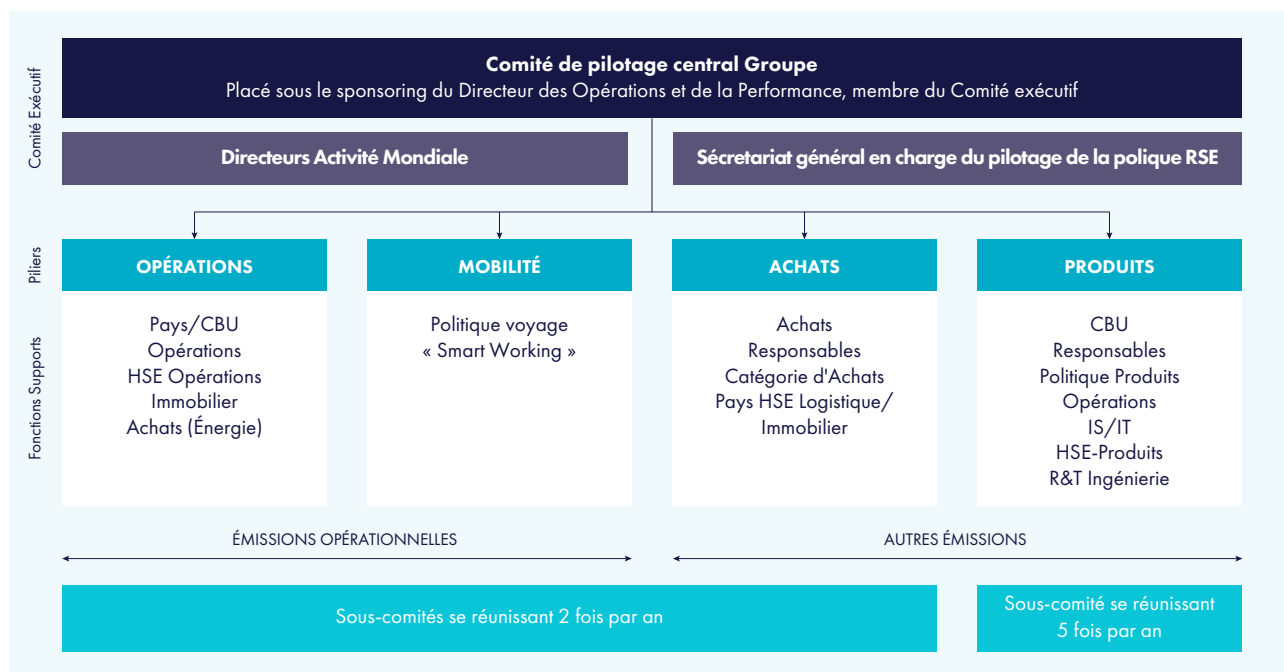 Comité Exécutif
Comité de pilotage central Groupe
Placé sous le sponsoring du Directeur des Opérations et de la Performance, membre du Comité exécutif
Directeurs Activité Mondiale
Sécretariat général en charge du pilotage de la polique RSE
Piliers
OPÉRATIONS
MOBILITÉ
ACHATS
PRODUITS
Fonctions Supports
Pays/CBU
Opérations
HSE Opérations
Immobilier
Achats (Énergie)
Politique voyage
« Smart Working »
Achats
Responsables
Catégorie d'Achats
Pays HSE Logistique/
Immobilier
CBU
Responsables
Politique Produits
Opérations
IS/IT
HSE-Produits
R&T Ingénierie
ÉMISSIONS OPÉRATIONNELLES
AUTRES ÉMISSIONS
Sous-comités se réunissant 2 fois par an
Sous-comité se réunissant
5 fois par an